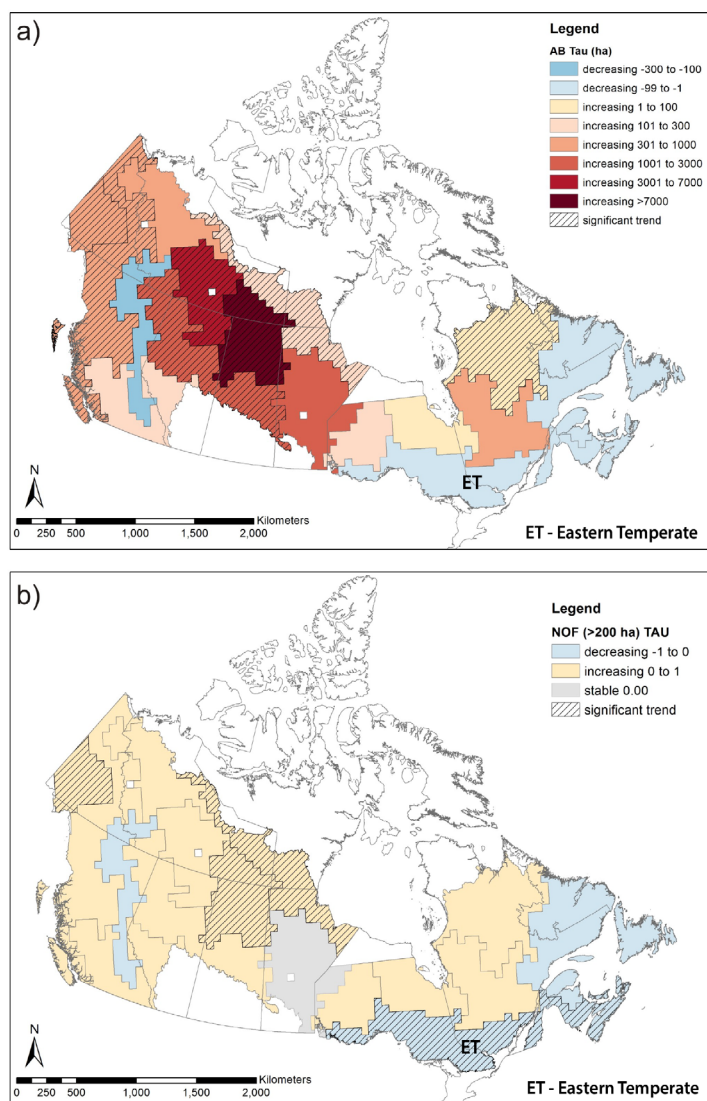 a)
Legend
AB Tau (ha)
decreasing -300 to -100
decreasing -99 to -1
increasing 1 to 100
increasing 101 to 300
increasing 301 to 1000
increasing 1001 to 3000
increasing 3001 to 7000
increasing >7000
significant trend
ET
N
Kilometers
0 250 500 1,000 1,500 2,000
ET - Eastern Temperate
b)
Legend
NOF (>200 ha) TAU
decreasing -1 to 0
increasing 0 to 1
stable 0.00
significant trend
ET
N
Kilometers
0 250 500 1,000 1,500 2,000
ET - Eastern Temperate